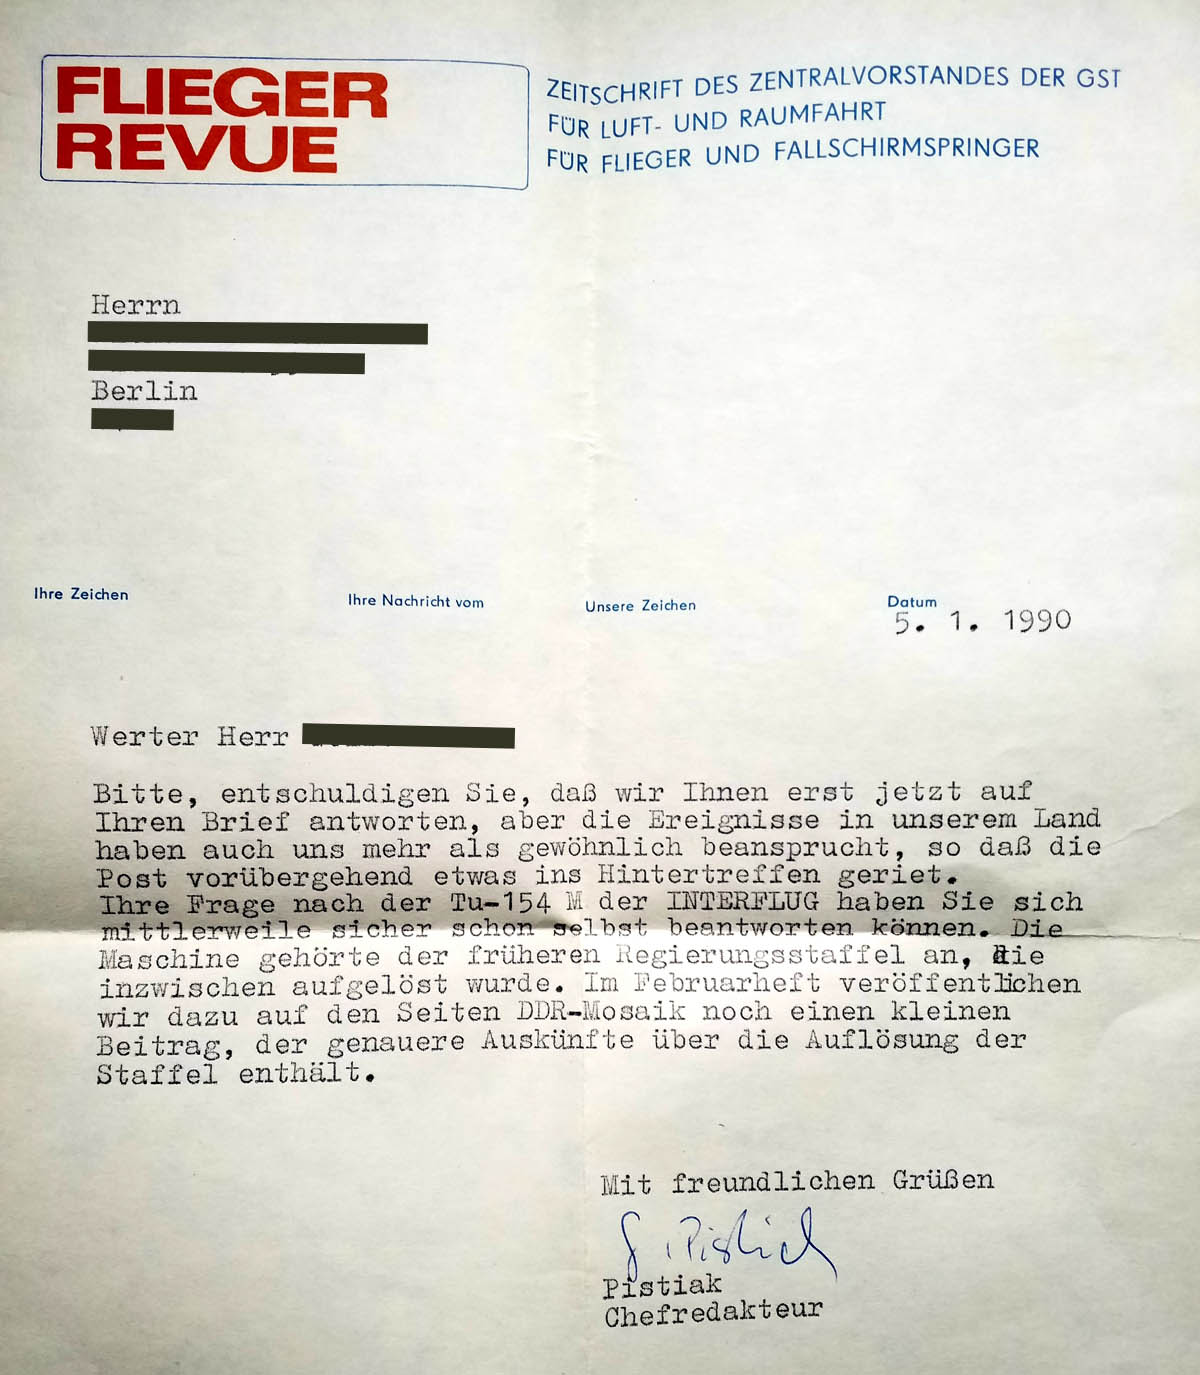 FLIEGER
REVUE
ZEITSCHRIFT DES ZENTRALVORSTANDES DER GST
FÜR LUFT- UND RAUMFAHRT
FÜR FLIEGER UND FALLSCHIRMSPRINGER
Herrn
Berlin
Ihre Zeichen
Ihre Nachricht vom
Unsere Zeichen
Datum
5. 1. 1990
Werter Herr
Bitte, entschuldigen Sie, daß wir Ihnen erst jetzt auf
Ihren Brief antworten, aber die Ereignisse in unserem Land
haben auch uns mehr als gewöhnlich beansprucht, so daß die
Post vorübergehend etwas ins Hintertreffen geriet.
Ihre Frage nach der Tu-154 M der INTERFLUG haben Sie sich
mittlerweile sicher schon selbst beantworten können. Die
Maschine gehörte der früheren Regierungsstaffel an, die
inzwischen aufgelöst wurde. Im Februarheft veröffentlichen
wir dazu auf den Seiten DDR-Mosaik noch einen kleinen
Beitrag, der genauere Auskünfte über die Auflösung der
Staffel enthält.
Mit freundlichen Grüßen
Pistiak
Pistiak
Chefredakteur